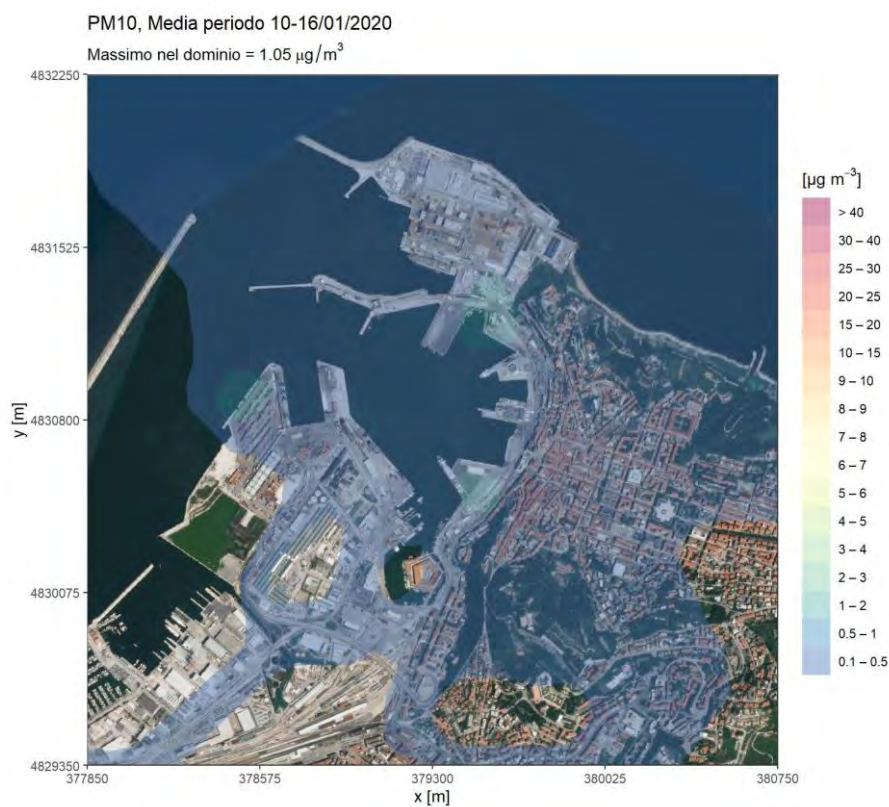 PM10, Media periodo 10-16/01/2020
Massimo nel dominio = 1.05 μg/m³
4832250
4831525
4830800
4830075
4829350
y [m]
377850 378575 379300 380025 380750
x [m]
[μg m⁻³]
> 40
30 – 40
25 – 30
20 – 25
15 – 20
10 – 15
9 – 10
8 – 9
7 – 8
6 – 7
5 – 6
4 – 5
3 – 4
2 – 3
1 – 2
0.5 – 1
0.1 – 0.5